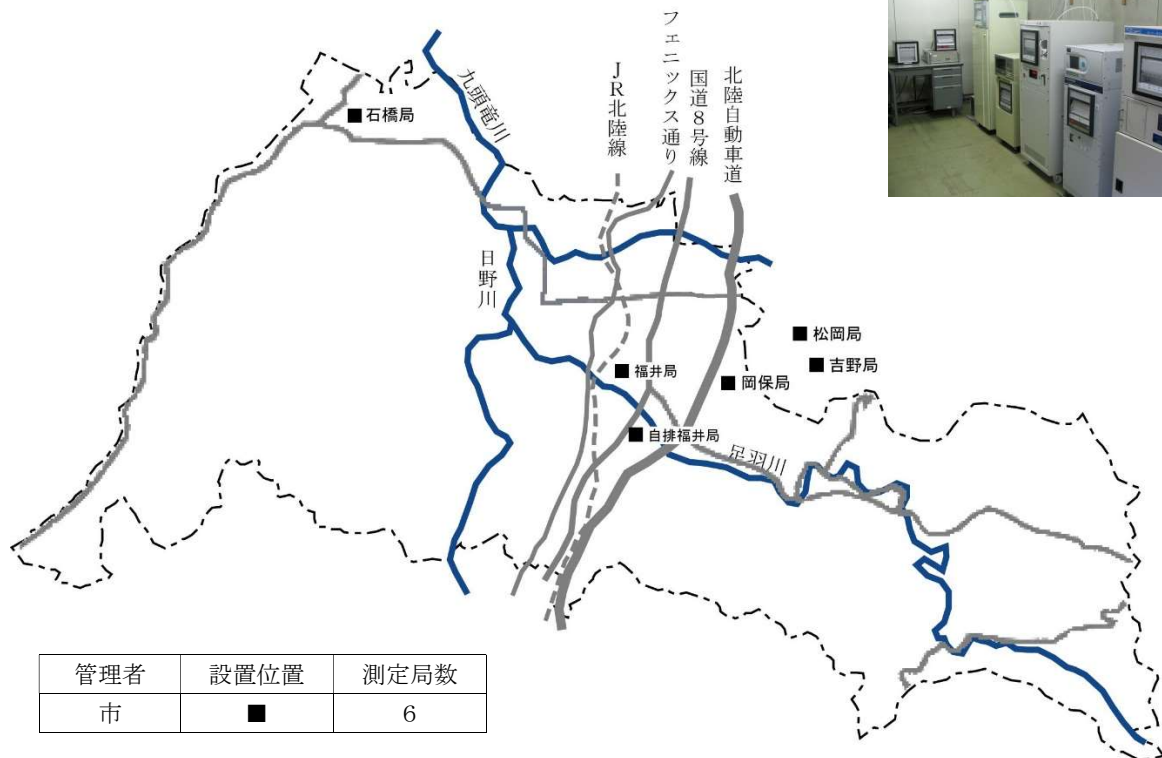 フェニックス通り
国道8号線
北陸自動車道
JR北陸線
九頭竜川
石橋局
日野川
松岡局
吉野局
福井局
岡保局
自排福井局
足羽川
管理者 設置位置 測定局数
市 ■ 6